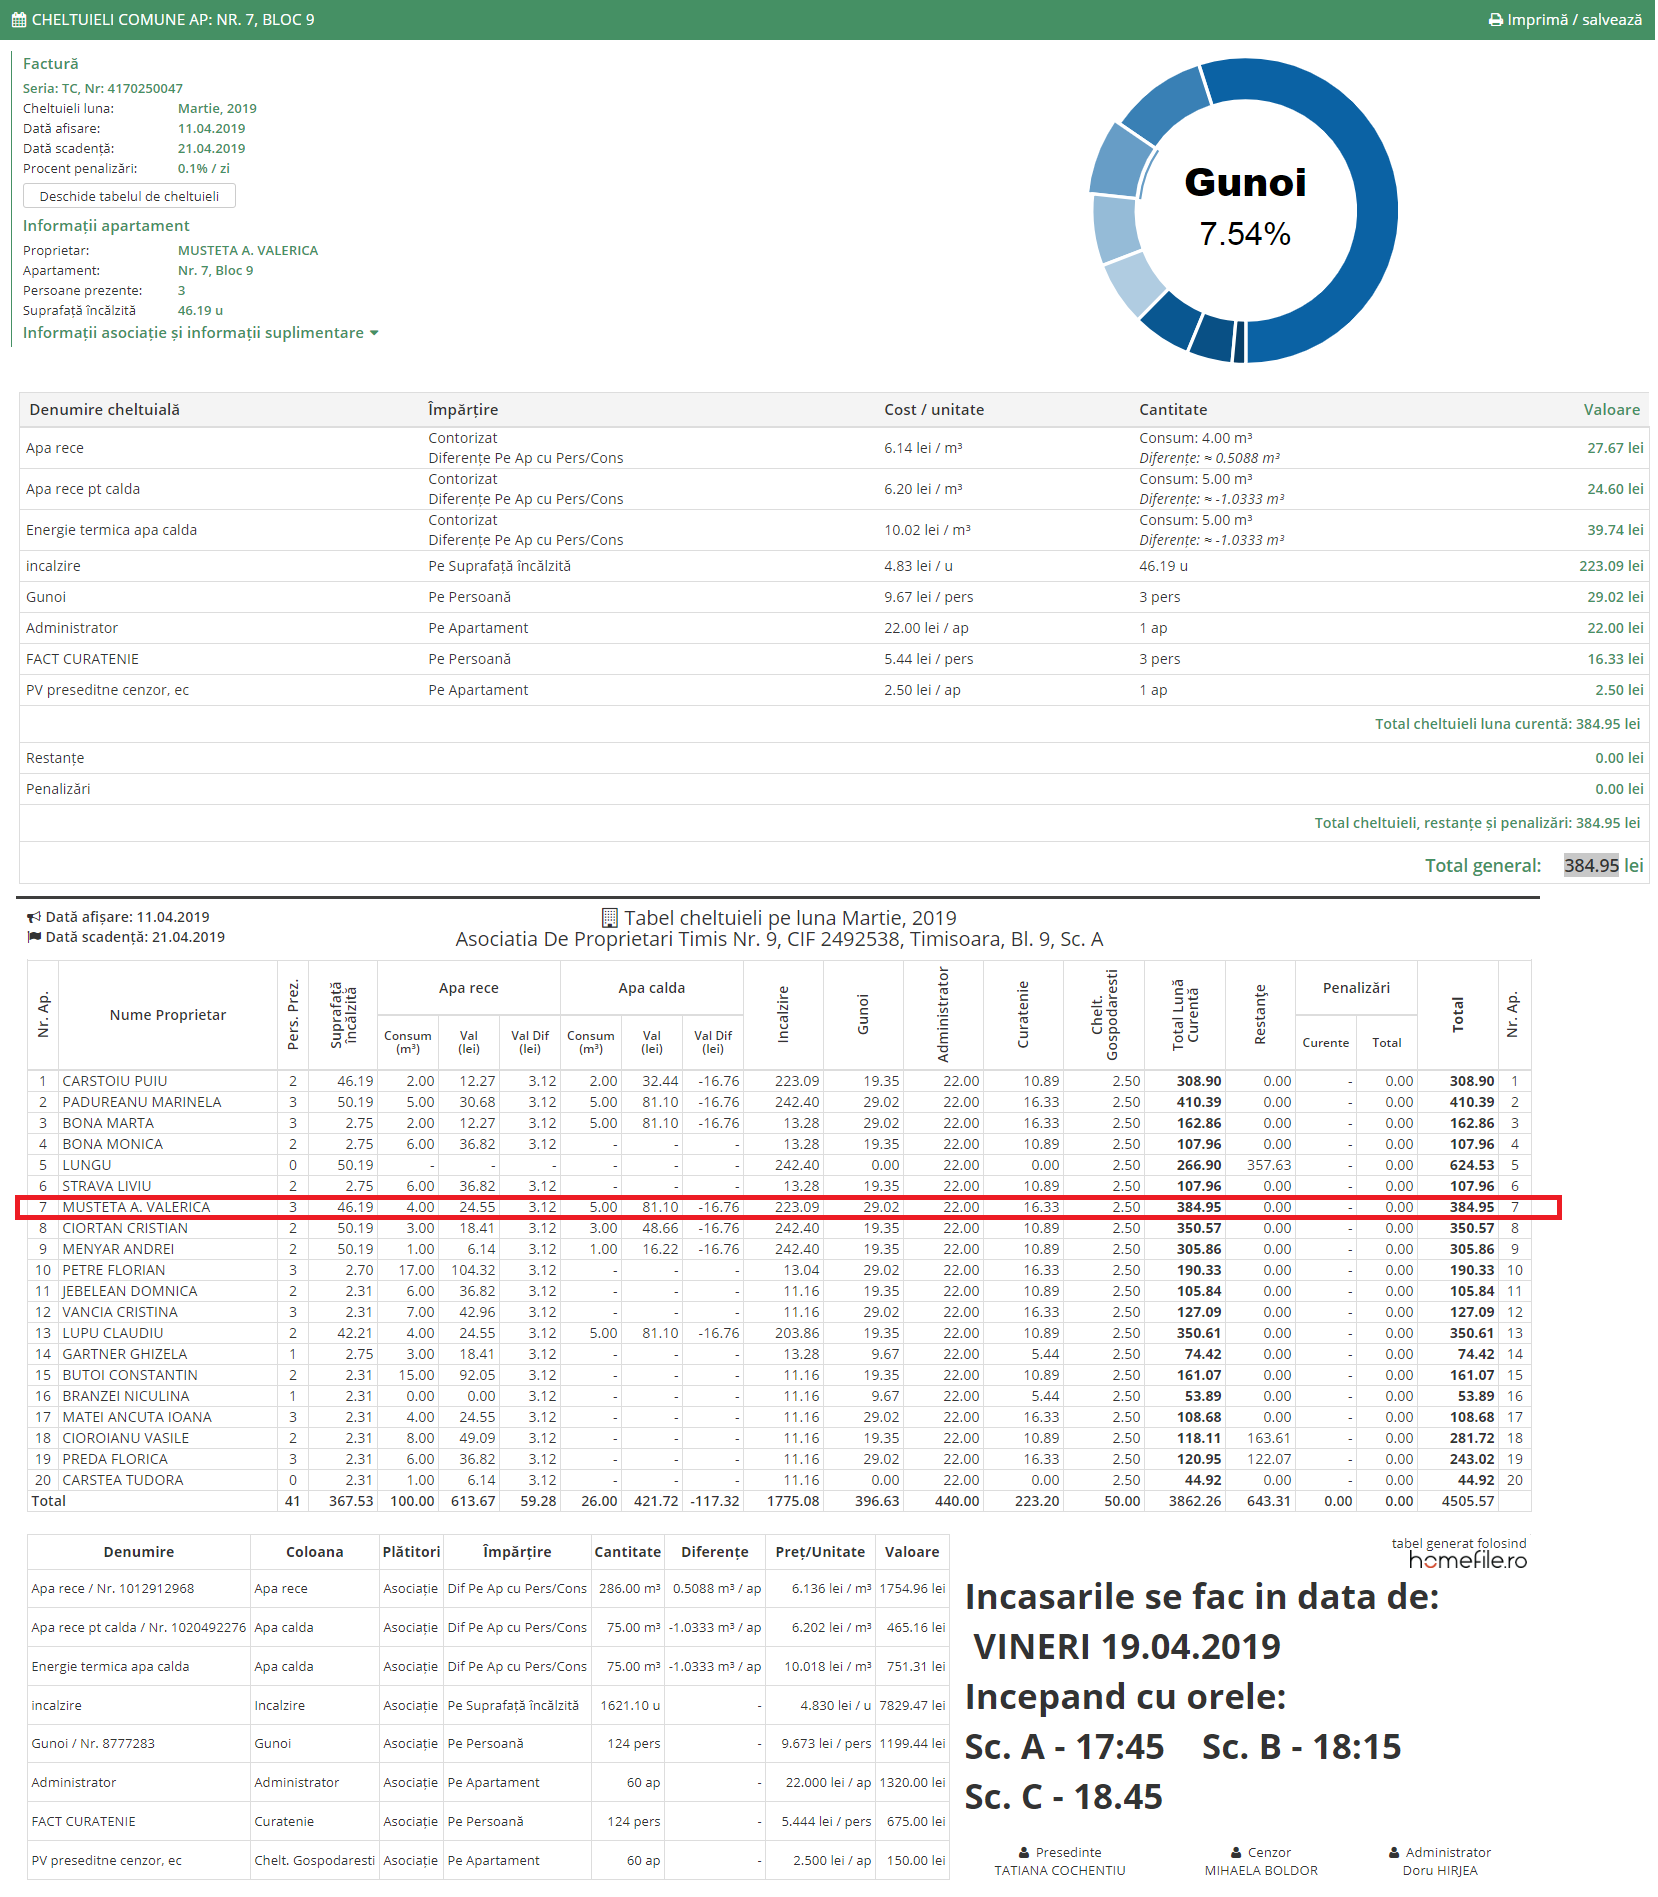 CHELTUIELI COMUNE AP: NR. 7, BLOC 9
Imprimă / salvează
Factură
Seria: TC, Nr: 4170250047
Cheltuieli luna: Martie, 2019
Dată afisare: 11.04.2019
Dată scadență: 21.04.2019
Procent penalizări: 0.1% / zi
Deschide tabelul de cheltuieli
Informații apartament
Proprietar: MUSTETA A. VALERICA
Apartament: Nr. 7, Bloc 9
Persoane prezente: 3
Suprafață încălzită 46.19 u
Informații asociație și informații suplimentare
Gunoi
7.54%
Denumire cheltuială Împărțire Cost / unitate Cantitate Valoare
Apa rece Contorizat Diferențe Pe Ap cu Pers/Cons 6.14 lei / m³ Consum: 4.00 m³ Diferențe: ≈ 0.5088 m³ 27.67 lei
Apa rece pt calda Contorizat Diferențe Pe Ap cu Pers/Cons 6.20 lei / m³ Consum: 5.00 m³ Diferențe: ≈ -1.0333 m³ 24.60 lei
Energie termica apa calda Contorizat Diferențe Pe Ap cu Pers/Cons 10.02 lei / m³ Consum: 5.00 m³ Diferențe: ≈ -1.0333 m³ 39.74 lei
incalzire Pe Suprafață încălzită 4.83 lei / u 46.19 u 223.09 lei
Gunoi Pe Persoană 9.67 lei / pers 3 pers 29.02 lei
Administrator Pe Apartament 22.00 lei / ap 1 ap 22.00 lei
FACT CURATENIE Pe Persoană 5.44 lei / pers 3 pers 16.33 lei
PV preseditne cenzor, ec Pe Apartament 2.50 lei / ap 1 ap 2.50 lei
Total cheltuieli luna curentă: 384.95 lei
Restanțe 0.00 lei
Penalizări 0.00 lei
Total cheltuieli, restanțe și penalizări: 384.95 lei
Total general: 384.95 lei
Dată afișare: 11.04.2019
Dată scadență: 21.04.2019
Tabel cheltuieli pe luna Martie, 2019
Asociatia De Proprietari Timis Nr. 9, CIF 2492538, Timisoara, Bl. 9, Sc. A
Nr. Ap. Nume Proprietar Pers. Prez. Suprafață încălzită Apa rece Apa calda Incalzire Gunoi Administrator Curatenie Chelt. Gospodaresti Total Lună Curentă Restanțe Penalizări Total Nr. Ap.
Consum (m³) Val (lei) Val Dif (lei) Consum (m³) Val (lei) Val Dif (lei) Curente Total
1 CARSTOIU PUIU 2 46.19 2.00 12.27 3.12 2.00 32.44 -16.76 223.09 19.35 22.00 10.89 2.50 308.90 0.00 - 0.00 308.90 1
2 PADUREANU MARINELA 3 50.19 5.00 30.68 3.12 5.00 81.10 -16.76 242.40 29.02 22.00 16.33 2.50 410.39 0.00 - 0.00 410.39 2
3 BONA MARTA 3 2.75 2.00 12.27 3.12 5.00 81.10 -16.76 13.28 29.02 22.00 16.33 2.50 162.86 0.00 - 0.00 162.86 3
4 BONA MONICA 2 2.75 6.00 36.82 3.12 - - - 13.28 19.35 22.00 10.89 2.50 107.96 0.00 - 0.00 107.96 4
5 LUNGU 0 50.19 - - - - - - 242.40 0.00 22.00 0.00 2.50 266.90 357.63 - 0.00 624.53 5
6 STRAVA LIVIU 2 2.75 6.00 36.82 3.12 - - - 13.28 19.35 22.00 10.89 2.50 107.96 0.00 - 0.00 107.96 6
7 MUSTETA A. VALERICA 3 46.19 4.00 24.55 3.12 5.00 81.10 -16.76 223.09 29.02 22.00 16.33 2.50 384.95 0.00 - 0.00 384.95 7
8 CIORTAN CRISTIAN 2 50.19 3.00 18.41 3.12 3.00 48.66 -16.76 242.40 19.35 22.00 10.89 2.50 350.57 0.00 - 0.00 350.57 8
9 MENYAR ANDREI 2 50.19 1.00 6.14 3.12 1.00 16.22 -16.76 242.40 19.35 22.00 10.89 2.50 305.86 0.00 - 0.00 305.86 9
10 PETRE FLORIAN 3 2.70 17.00 104.32 3.12 - - - 13.04 29.02 22.00 16.33 2.50 190.33 0.00 - 0.00 190.33 10
11 JEBELEAN DOMNICA 2 2.31 6.00 36.82 3.12 - - - 11.16 19.35 22.00 10.89 2.50 105.84 0.00 - 0.00 105.84 11
12 VANCIA CRISTINA 3 2.31 7.00 42.96 3.12 - - - 11.16 29.02 22.00 16.33 2.50 127.09 0.00 - 0.00 127.09 12
13 LUPU CLAUDIU 2 42.21 4.00 24.55 3.12 5.00 81.10 -16.76 203.86 19.35 22.00 10.89 2.50 350.61 0.00 - 0.00 350.61 13
14 GARTNER GHIZELA 1 2.75 3.00 18.41 3.12 - - - 13.28 9.67 22.00 5.44 2.50 74.42 0.00 - 0.00 74.42 14
15 BUTOI CONSTANTIN 2 2.31 15.00 92.05 3.12 - - - 11.16 19.35 22.00 10.89 2.50 161.07 0.00 - 0.00 161.07 15
16 BRANZEI NICULINA 1 2.31 0.00 0.00 3.12 - - - 11.16 9.67 22.00 5.44 2.50 53.89 0.00 - 0.00 53.89 16
17 MATEI ANCUTA IOANA 3 2.31 4.00 24.55 3.12 - - - 11.16 29.02 22.00 16.33 2.50 108.68 0.00 - 0.00 108.68 17
18 CIOROIANU VASILE 2 2.31 8.00 49.09 3.12 - - - 11.16 19.35 22.00 10.89 2.50 118.11 163.61 - 0.00 281.72 18
19 PREDA FLORICA 3 2.31 6.00 36.82 3.12 - - - 11.16 29.02 22.00 16.33 2.50 120.95 122.07 - 0.00 243.02 19
20 CARSTEA TUDORA 0 2.31 1.00 6.14 3.12 - - - 11.16 0.00 22.00 0.00 2.50 44.92 0.00 - 0.00 44.92 20
Total 41 367.53 100.00 613.67 59.28 26.00 421.72 -117.32 1775.08 396.63 440.00 223.20 50.00 3862.26 643.31 0.00 0.00 4505.57
Denumire Coloana Plătitori Împărțire Cantitate Diferențe Preț/Unitate Valoare
Apa rece / Nr. 1012912968 Apa rece Asociație Dif Pe Ap cu Pers/Cons 286.00 m³ 0.5088 m³ / ap 6.136 lei / m³ 1754.96 lei
Apa rece pt calda / Nr. 1020492276 Apa calda Asociație Dif Pe Ap cu Pers/Cons 75.00 m³ -1.0333 m³ / ap 6.202 lei / m³ 465.16 lei
Energie termica apa calda Apa calda Asociație Dif Pe Ap cu Pers/Cons 75.00 m³ -1.0333 m³ / ap 10.018 lei / m³ 751.31 lei
incalzire Incalzire Asociație Pe Suprafață încălzită 1621.10 u - 4.830 lei / u 7829.47 lei
Gunoi / Nr. 8777283 Gunoi Asociație Pe Persoană 124 pers - 9.673 lei / pers 1199.44 lei
Administrator Administrator Asociație Pe Apartament 60 ap - 22.000 lei / ap 1320.00 lei
FACT CURATENIE Curatenie Asociație Pe Persoană 124 pers - 5.444 lei / pers 675.00 lei
PV preseditne cenzor, ec Chelt. Gospodaresti Asociație Pe Apartament 60 ap - 2.500 lei / ap 150.00 lei
tabel generat folosind
homefile.ro
Incasarile se fac in data de:
VINERI 19.04.2019
Incepand cu orele:
Sc. A - 17:45 Sc. B - 18:15
Sc. C - 18.45
Presedinte Cenzor Administrator
TATIANA COCHENTIU MIHAELA BOLDOR Doru HIRJEA